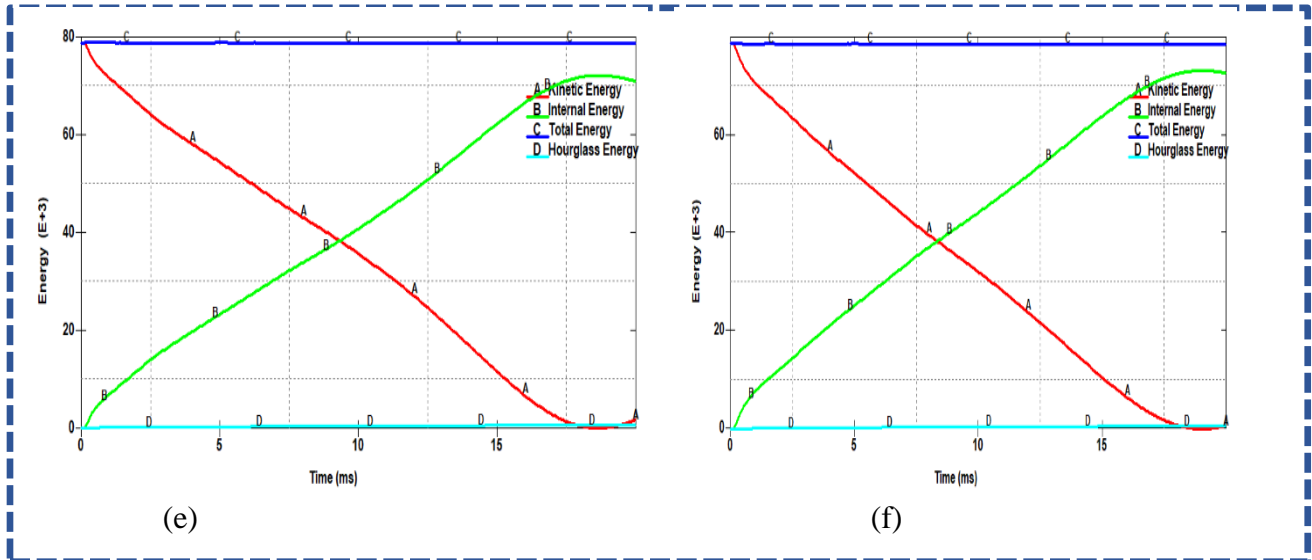 80
60
40
20
0
Energy (E+3)
A Kinetic Energy
B Internal Energy
C Total Energy
D Hourglass Energy
C C C C C
A A A A A
B B B B B
D D D D D
0 5 10 15
Time (ms)
(e)
80
60
40
20
0
Energy (E+3)
A Kinetic Energy
B Internal Energy
C Total Energy
D Hourglass Energy
C C C C C
A A A A A
B B B B B
D D D D D
0 5 10 15
Time (ms)
(f)